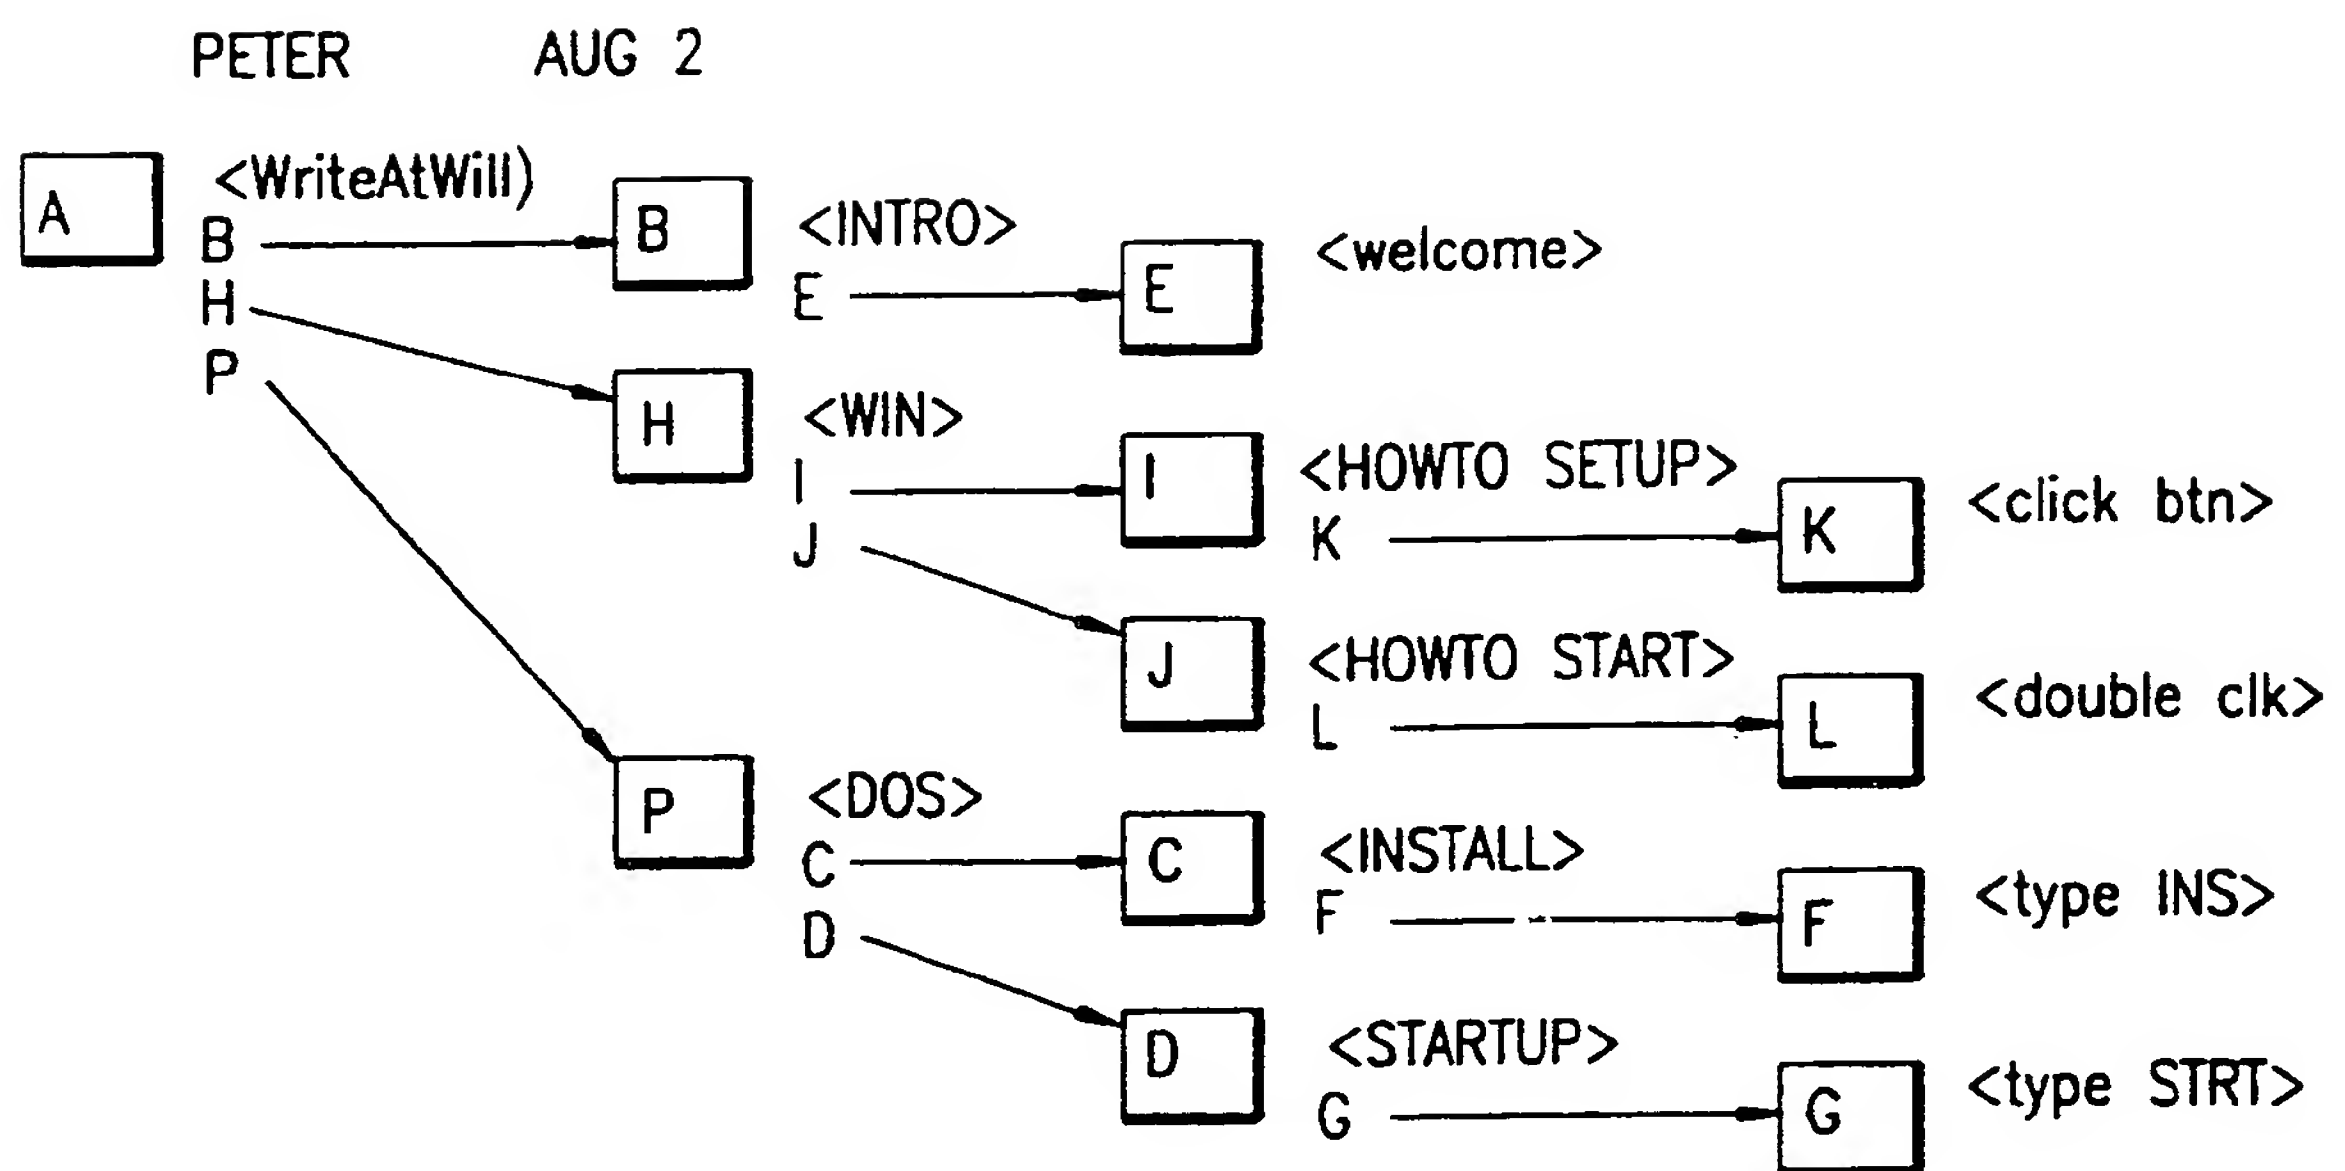 PETER AUG 2
A <WriteAtWill)
B B <INTRO>
H E E <welcome>
P
H <WIN>
I I <HOWTO SETUP>
J K K <click btn>
J <HOWTO START>
L L <double clk>
P <DOS>
C C <INSTALL>
D F F <type INS>
D <STARTUP>
G G <type STRT>